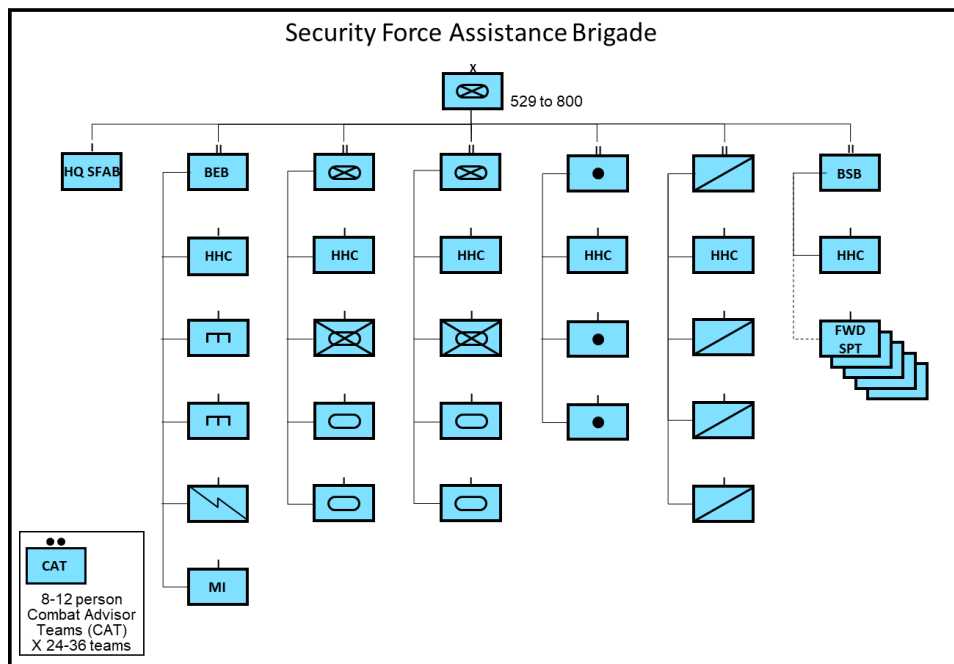 Security Force Assistance Brigade
X
529 to 800
HQ SFAB
BEB
BSB
HHC
HHC
HHC
HHC
HHC
HHC
FWD
SPT
CAT
8-12 person
Combat Advisor
Teams (CAT)
X 24-36 teams
MI